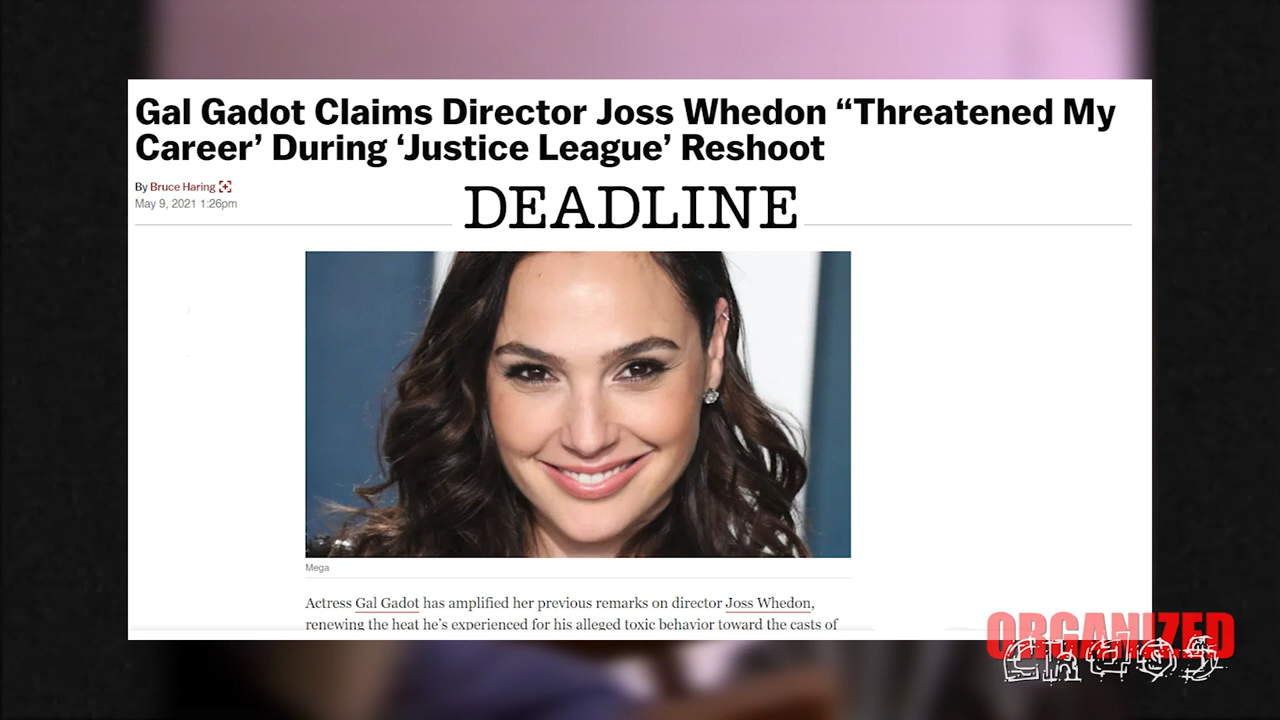 Gal Gadot Claims Director Joss Whedon “Threatened My
Career’ During ‘Justice League’ Reshoot
By Bruce Haring
May 9, 2021 1:26pm
DEADLINE
Mega
Actress Gal Gadot has amplified her previous remarks on director Joss Whedon,
renewing the heat he’s experienced for his alleged toxic behavior toward the casts of
ORGANIZED
CHAOS